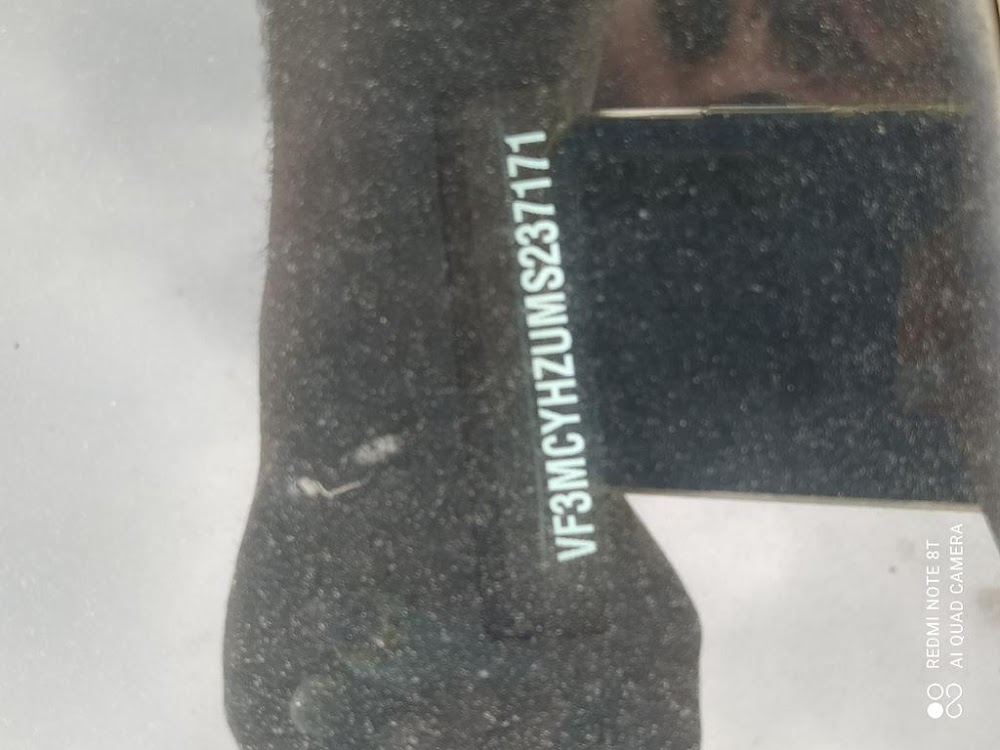 VF3MCYHZUMS237171
REDMI NOTE 8T
AI QUAD CAMERA